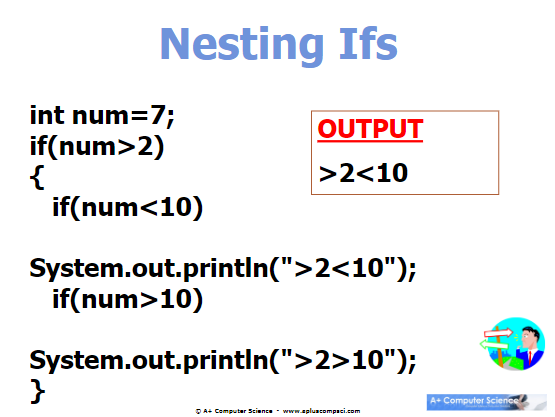 Nesting Ifs
int num=7;
if(num>2)
{
if(num<10)
System.out.println(">2<10");
if(num>10)
System.out.println(">2>10");
}
OUTPUT
>2<10
A+ Computer Science
© A+ Computer Science - www.apluscompsci.com